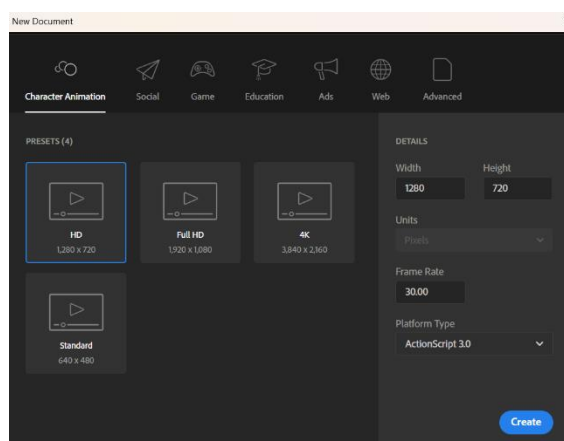 New Document
Character Animation
Social
Game
Education
Ads
Web
Advanced
PRESETS (4)
HD
1,280 x 720
Full HD
1,920 x 1,080
4K
3,840 x 2,160
Standard
640 x 480
DETAILS
Width Height
1280 720
Units
Pixels
Frame Rate
30.00
Platform Type
ActionScript 3.0
Create